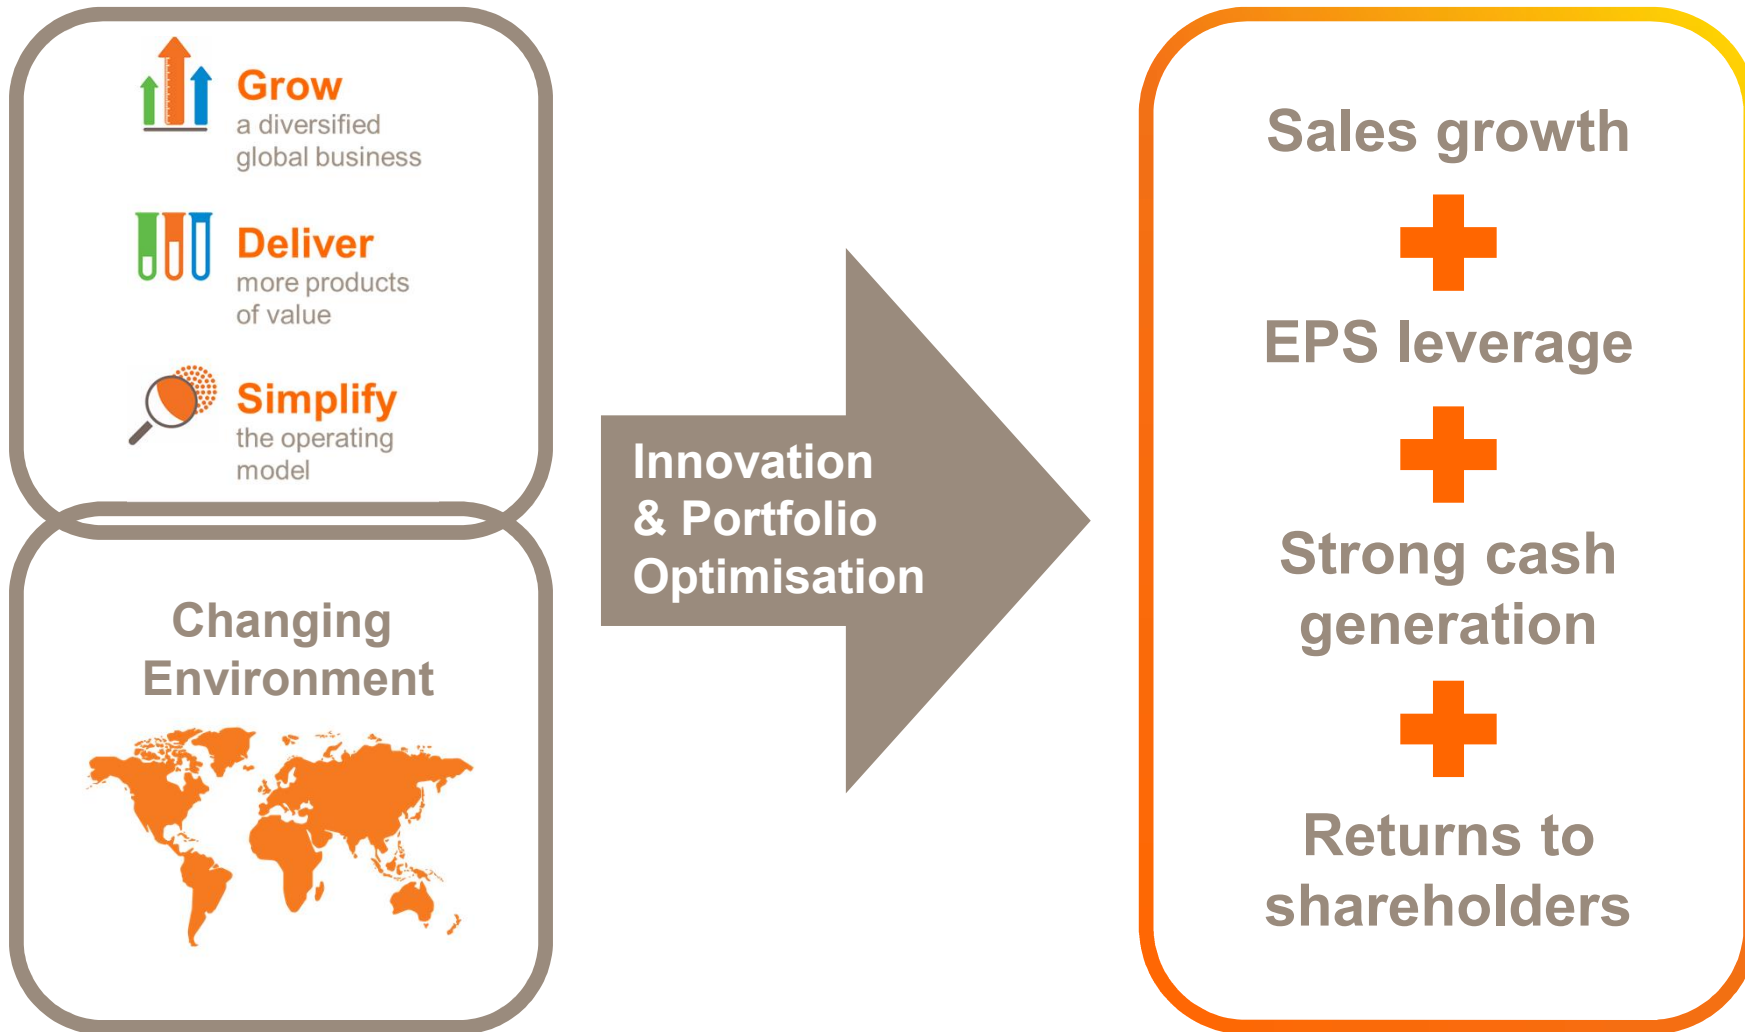 Grow
a diversified
global business
Deliver
more products
of value
Simplify
the operating
model
Changing
Environment
Innovation
& Portfolio
Optimisation
Sales growth
EPS leverage
Strong cash
generation
Returns to
shareholders